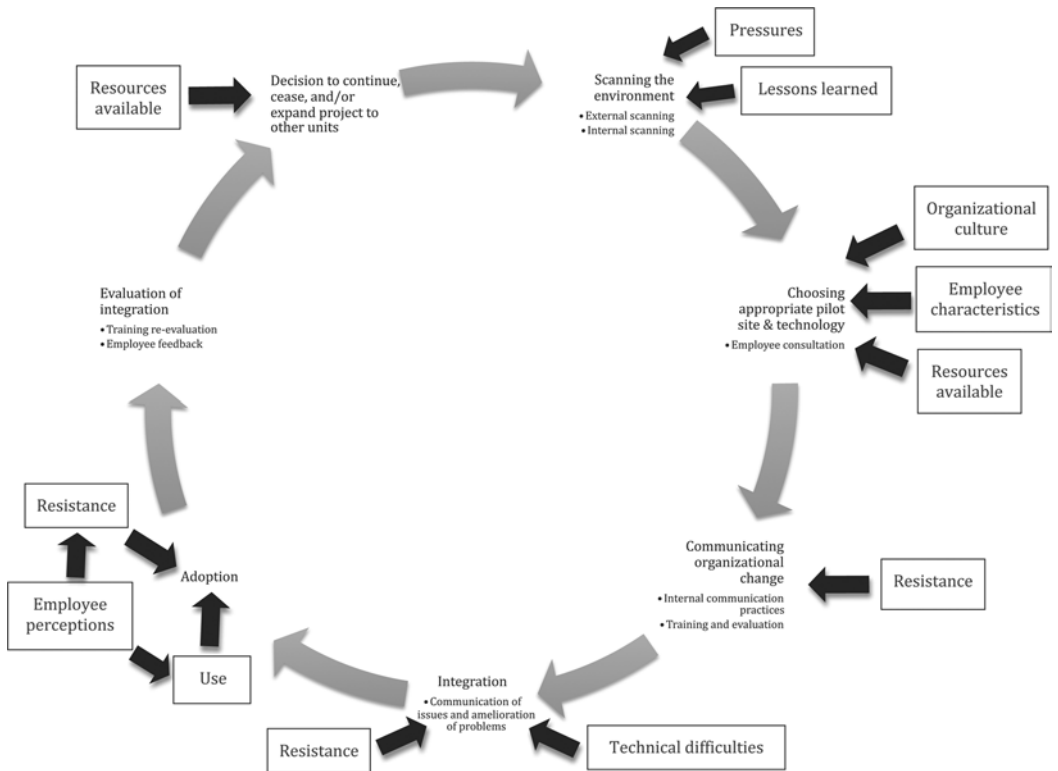 Pressures
Resources
available
Decision to continue,
cease, and/or
expand project to
other units
Scanning the
environment
• External scanning
• Internal scanning
Lessons learned
Organizational
culture
Employee
characteristics
Resources
available
Choosing
appropriate pilot
site & technology
• Employee consultation
Evaluation of
integration
• Training re-evaluation
• Employee feedback
Communicating
organizational
change
• Internal communication
practices
• Training and evaluation
Resistance
Resistance
Adoption
Employee
perceptions
Use
Integration
• Communication of
issues and amelioration
of problems
Resistance
Technical difficulties